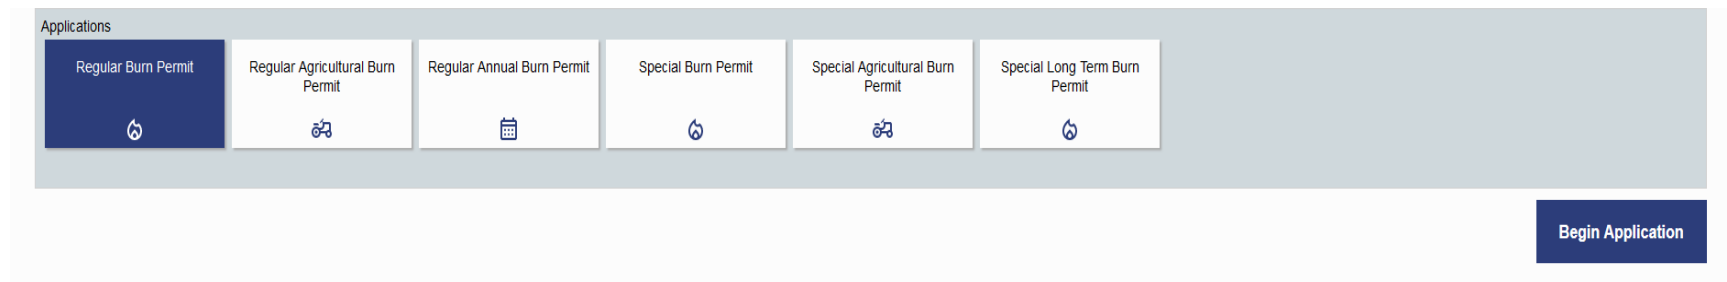 Applications
Regular Burn Permit
Regular Agricultural Burn
Permit
Regular Annual Burn Permit
Special Burn Permit
Special Agricultural Burn
Permit
Special Long Term Burn
Permit
Begin Application